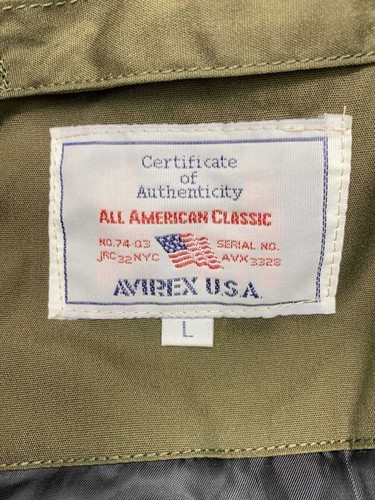 Certificate
of
Authenticity
ALL AMERICAN CLASSIC
NO.74-03 SERIAL NO.
JRC 32 NYC AVX 3328
AVIREX U.S.A.
L